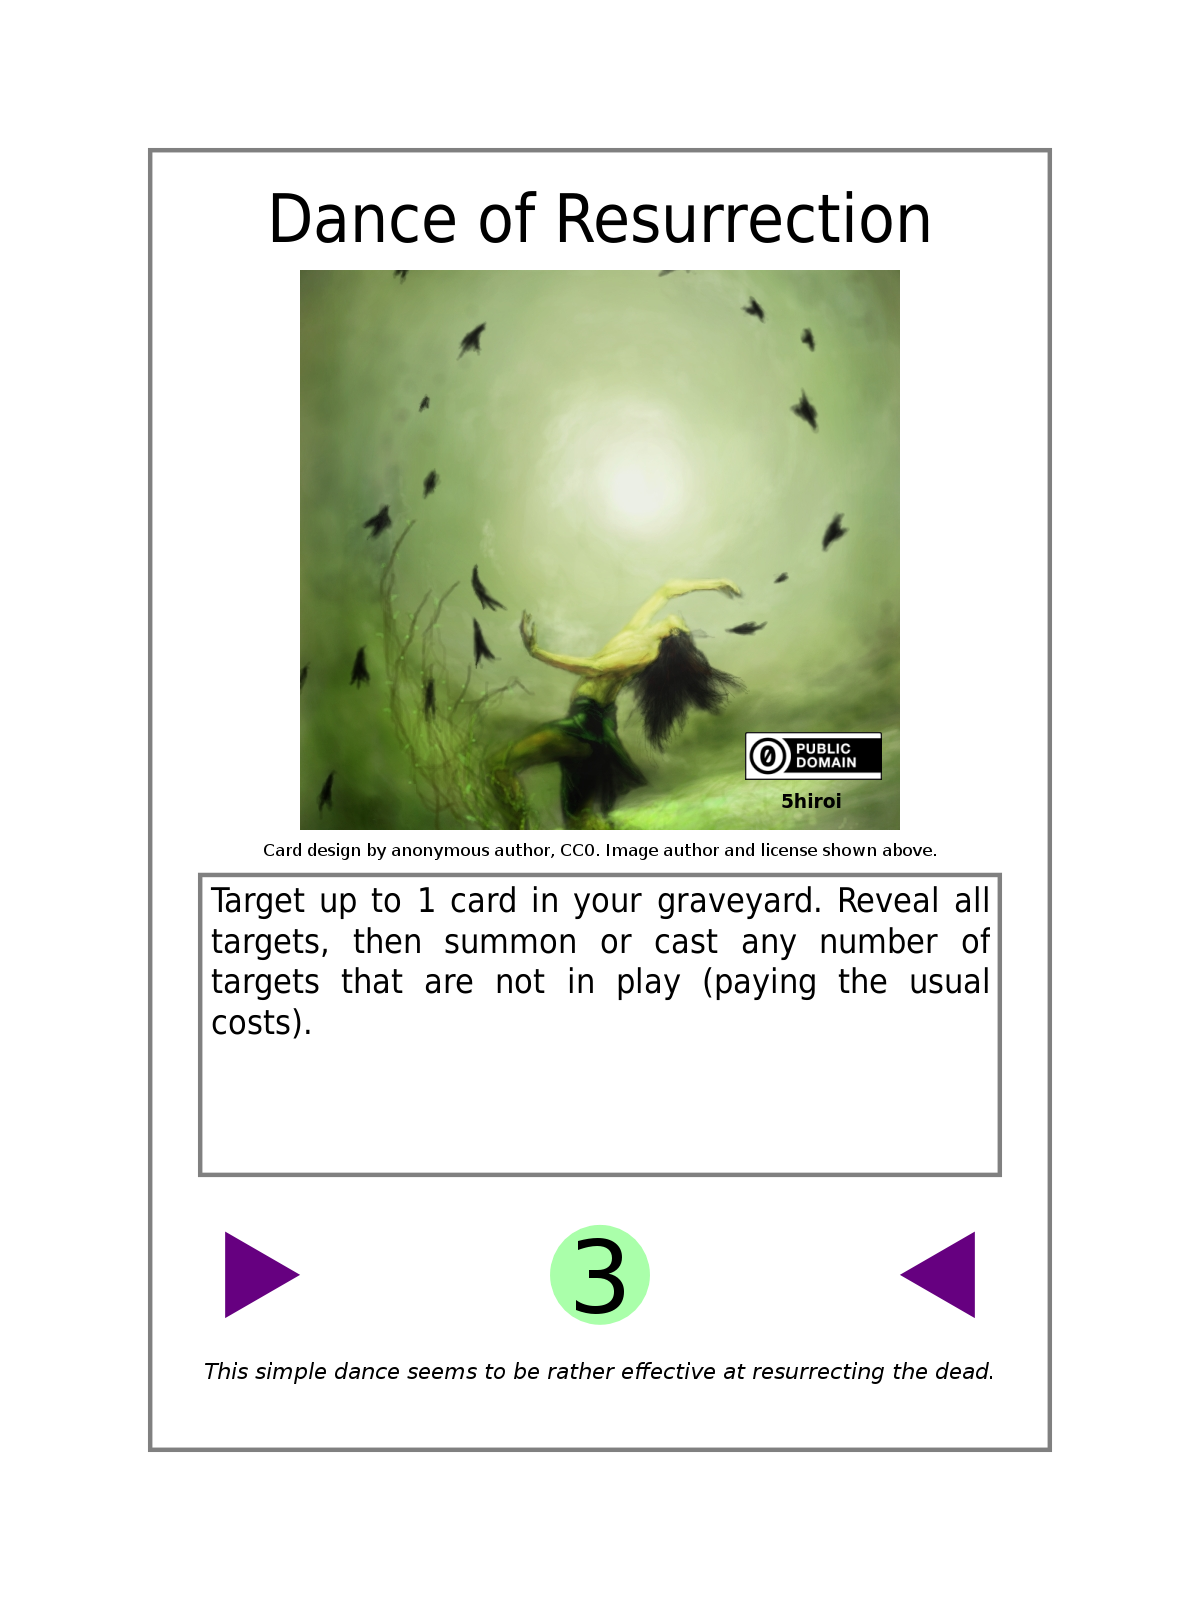 Dance of Resurrection
0 PUBLIC
DOMAIN
5hiroi
Card design by anonymous author, CC0. Image author and license shown above.
Target up to 1 card in your graveyard. Reveal all
targets, then summon or cast any number of
targets that are not in play (paying the usual
costs).
3
This simple dance seems to be rather effective at resurrecting the dead.